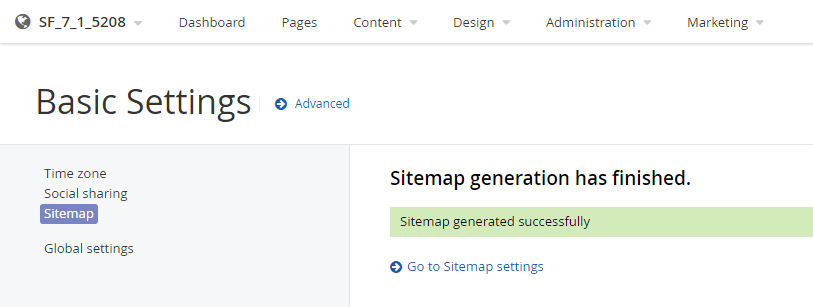 SF_7_1_5208 Dashboard Pages Content Design Administration Marketing
Basic Settings Advanced
Time zone
Social sharing
Sitemap
Global settings
Sitemap generation has finished.
Sitemap generated successfully
Go to Sitemap settings